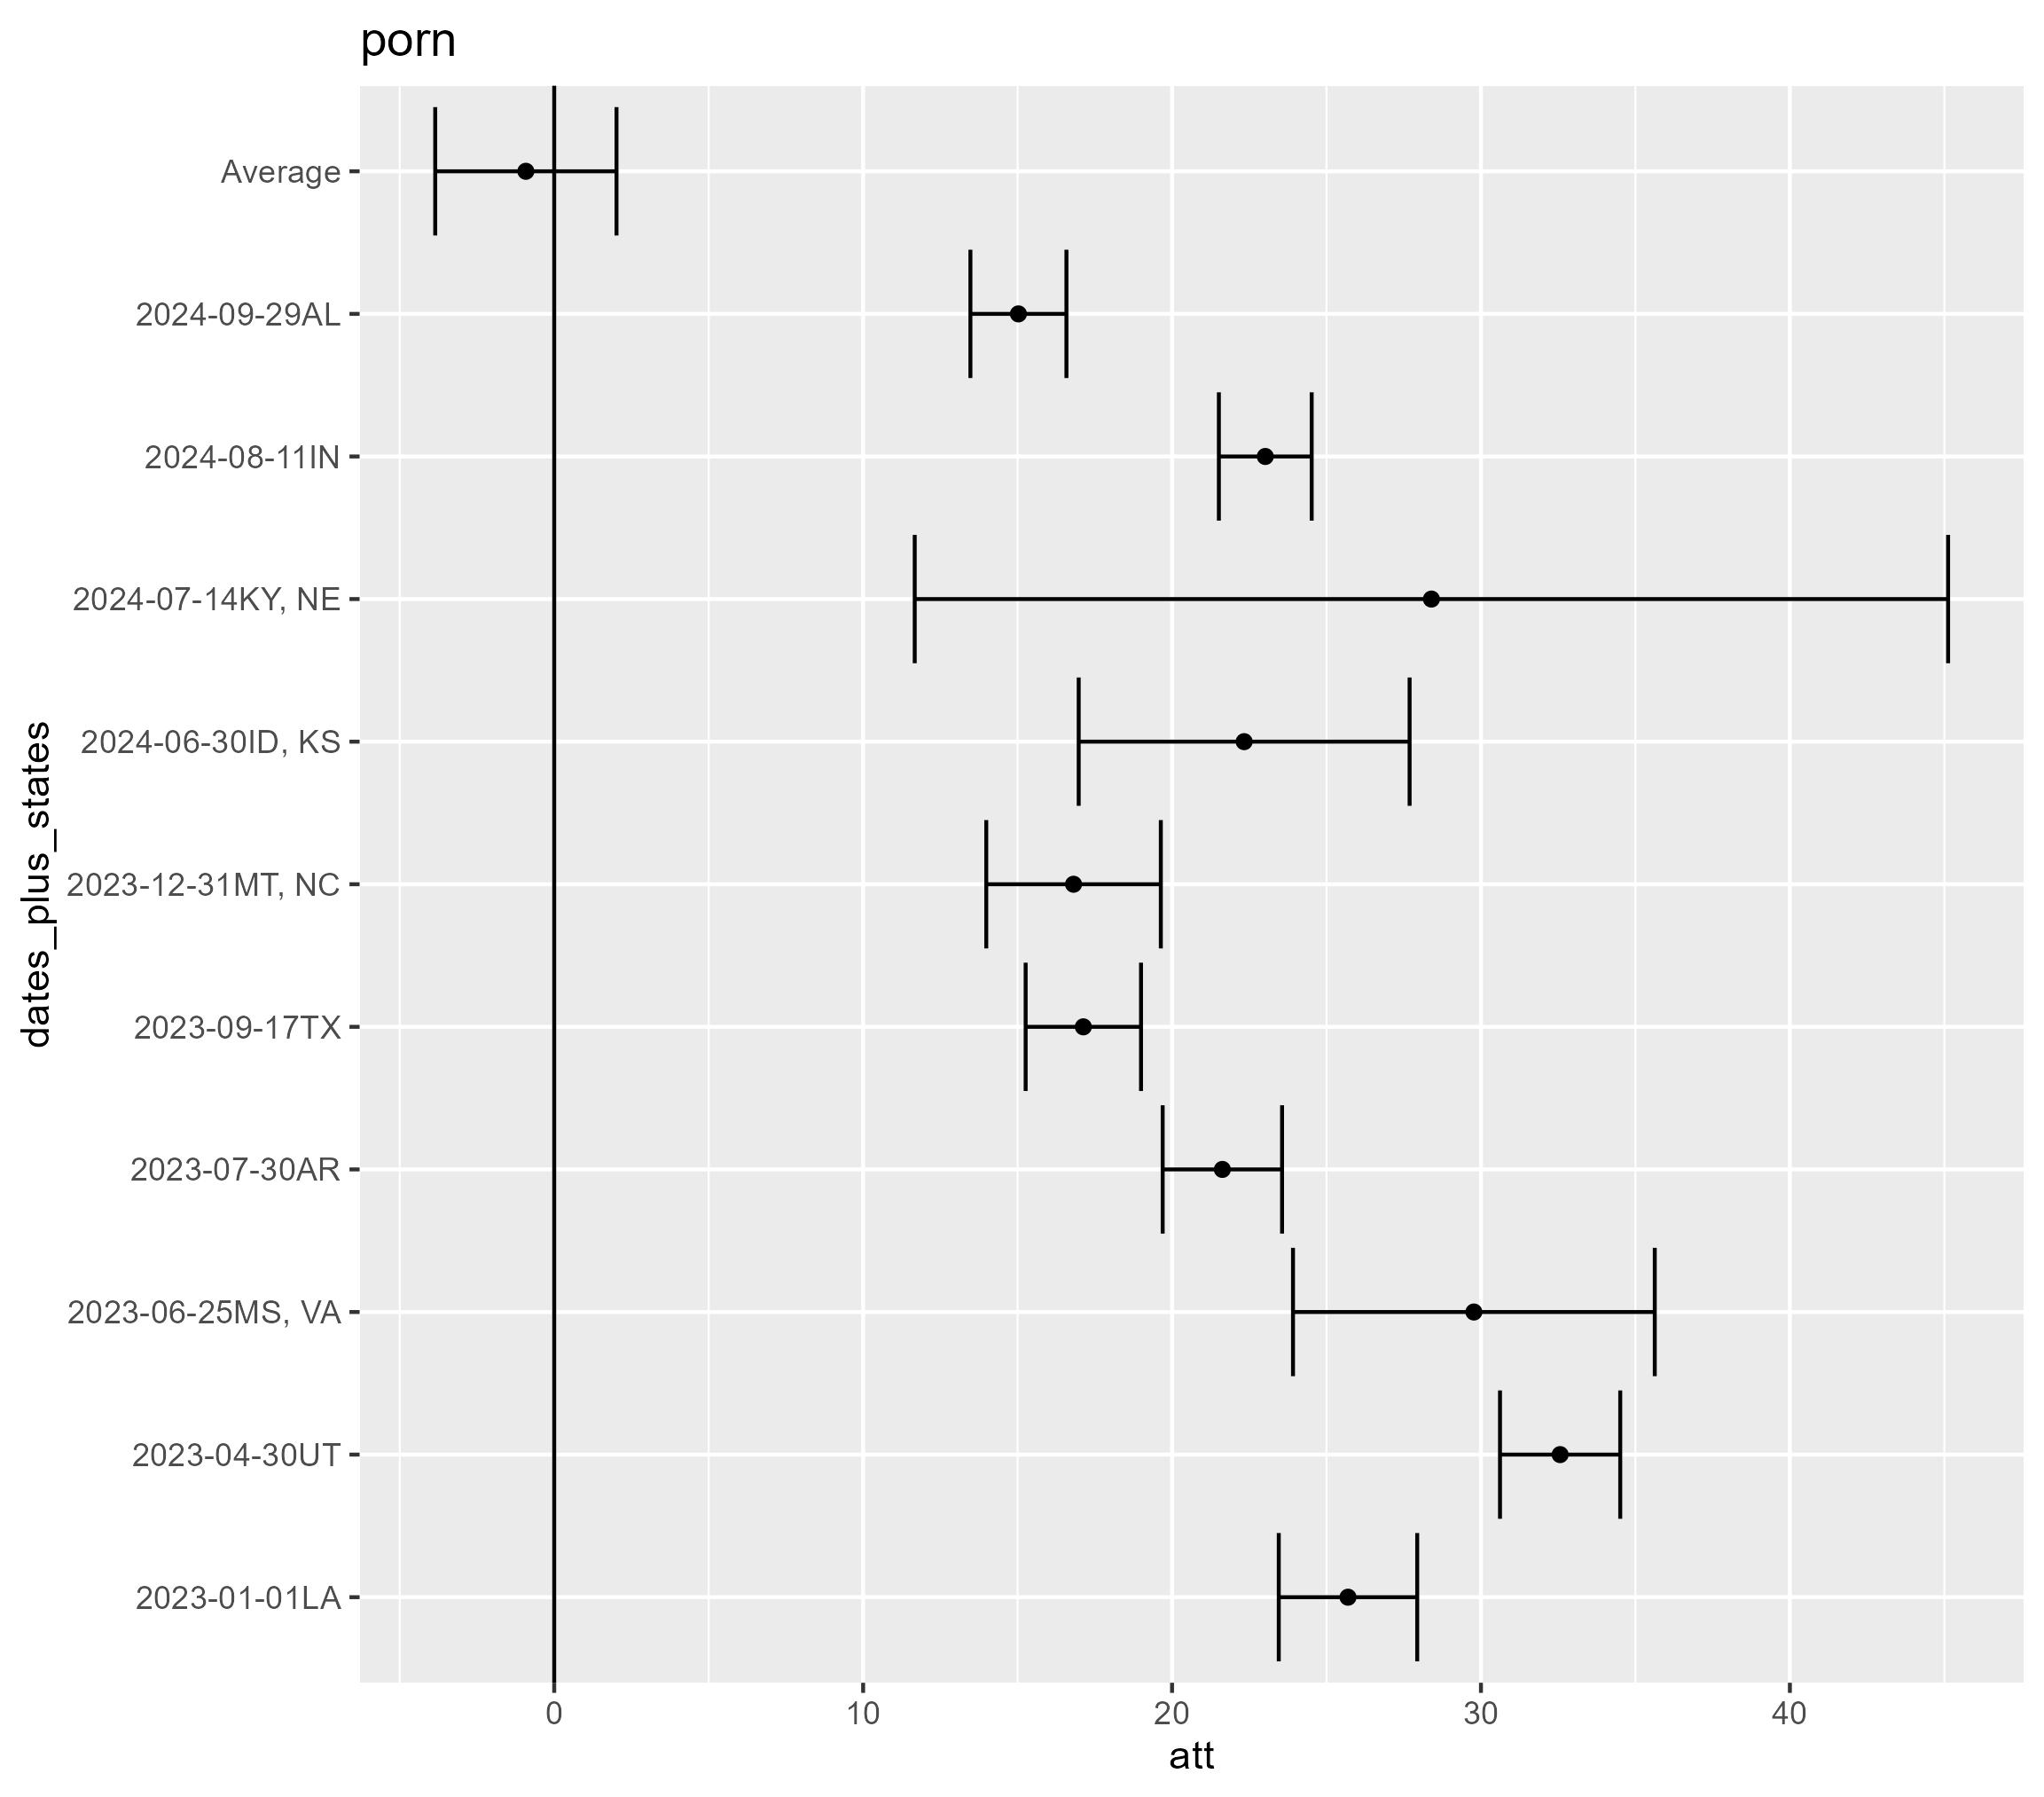 porn
Average
2024-09-29AL
2024-08-11IN
2024-07-14KY, NE
2024-06-30ID, KS
2023-12-31MT, NC
2023-09-17TX
2023-07-30AR
2023-06-25MS, VA
2023-04-30UT
2023-01-01LA
dates_plus_states
0 10 20 30 40
att